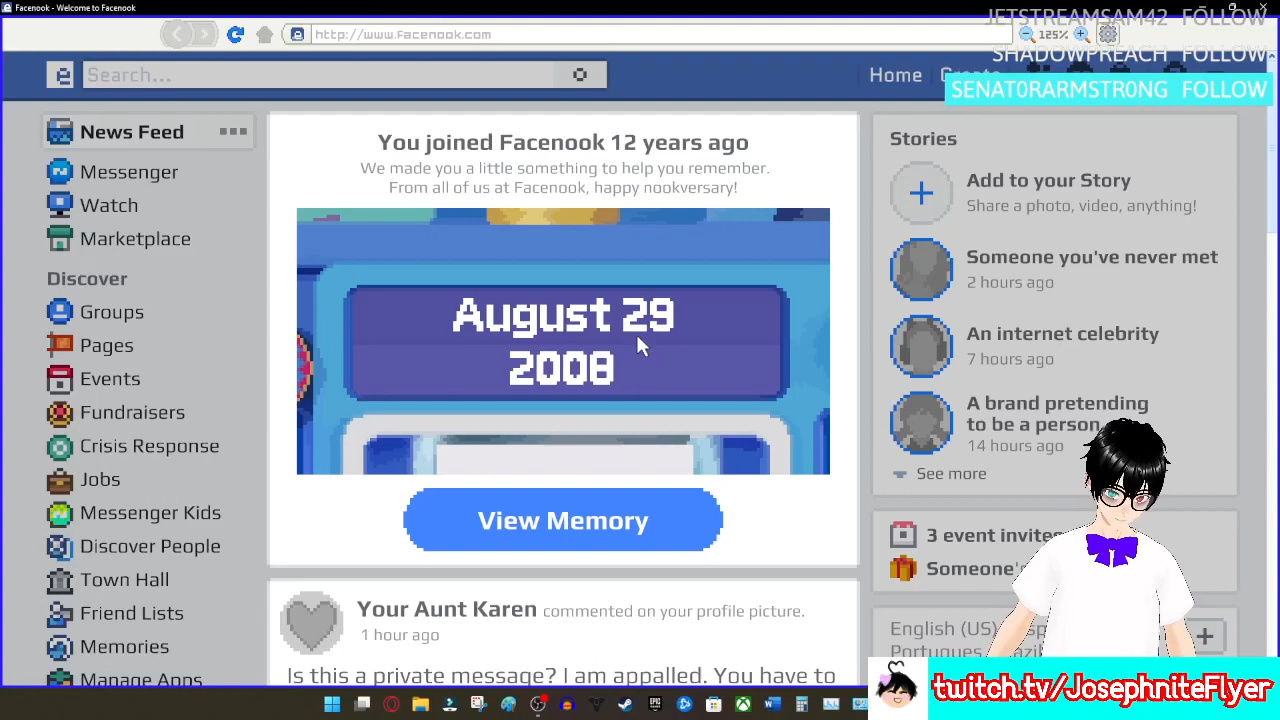 Facenook - Welcome to Facenook
http://www.facenook.com
125%
JETSTREAMSAM42 FOLLOW
SHADOWPREACH FOLLOW
SENAT0RARMSTR0NG FOLLOW
Search...
Home
Create
News Feed
Messenger
Watch
Marketplace
Discover
Groups
Pages
Events
Fundraisers
Crisis Response
Jobs
Messenger Kids
Discover People
Town Hall
Friend Lists
Memories
Manage Apps
You joined Facenook 12 years ago
We made you a little something to help you remember.
From all of us at Facenook, happy nookversary!
August 29
2008
View Memory
Your Aunt Karen commented on your profile picture.
1 hour ago
Is this a private message? I am appalled. You have to
Stories
Add to your Story
Share a photo, video, anything!
Someone you've never met
2 hours ago
An internet celebrity
7 hours ago
A brand pretending
to be a person
14 hours ago
See more
3 event invites
Someone's
English (US)
Portugues
twitch.tv/JosephniteFlyer